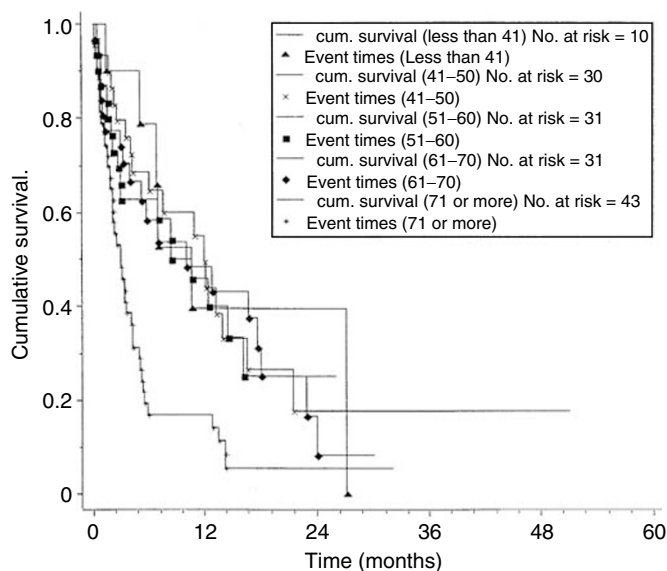 1.0
0.8
0.6
0.4
0.2
0
Cumulative survival.
cum. survival (less than 41) No. at risk = 10
Event times (Less than 41)
cum. survival (41–50) No. at risk = 30
Event times (41–50)
cum. survival (51–60) No. at risk = 31
Event times (51–60)
cum. survival (61–70) No. at risk = 31
Event times (61–70)
cum. survival (71 or more) No. at risk = 43
Event times (71 or more)
0 12 24 36 48 60
Time (months)